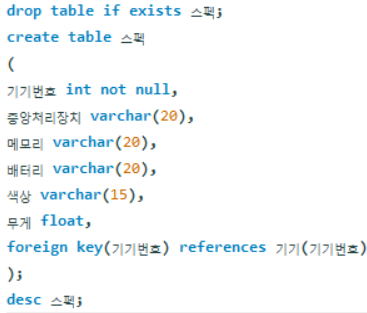 drop table if exists 스펙;
create table 스펙
(
기기번호 int not null,
중앙처리장치 varchar(20),
메모리 varchar(20),
배터리 varchar(20),
색상 varchar(15),
무게 float,
foreign key(기기번호) references 기기(기기번호)
);
desc 스펙;